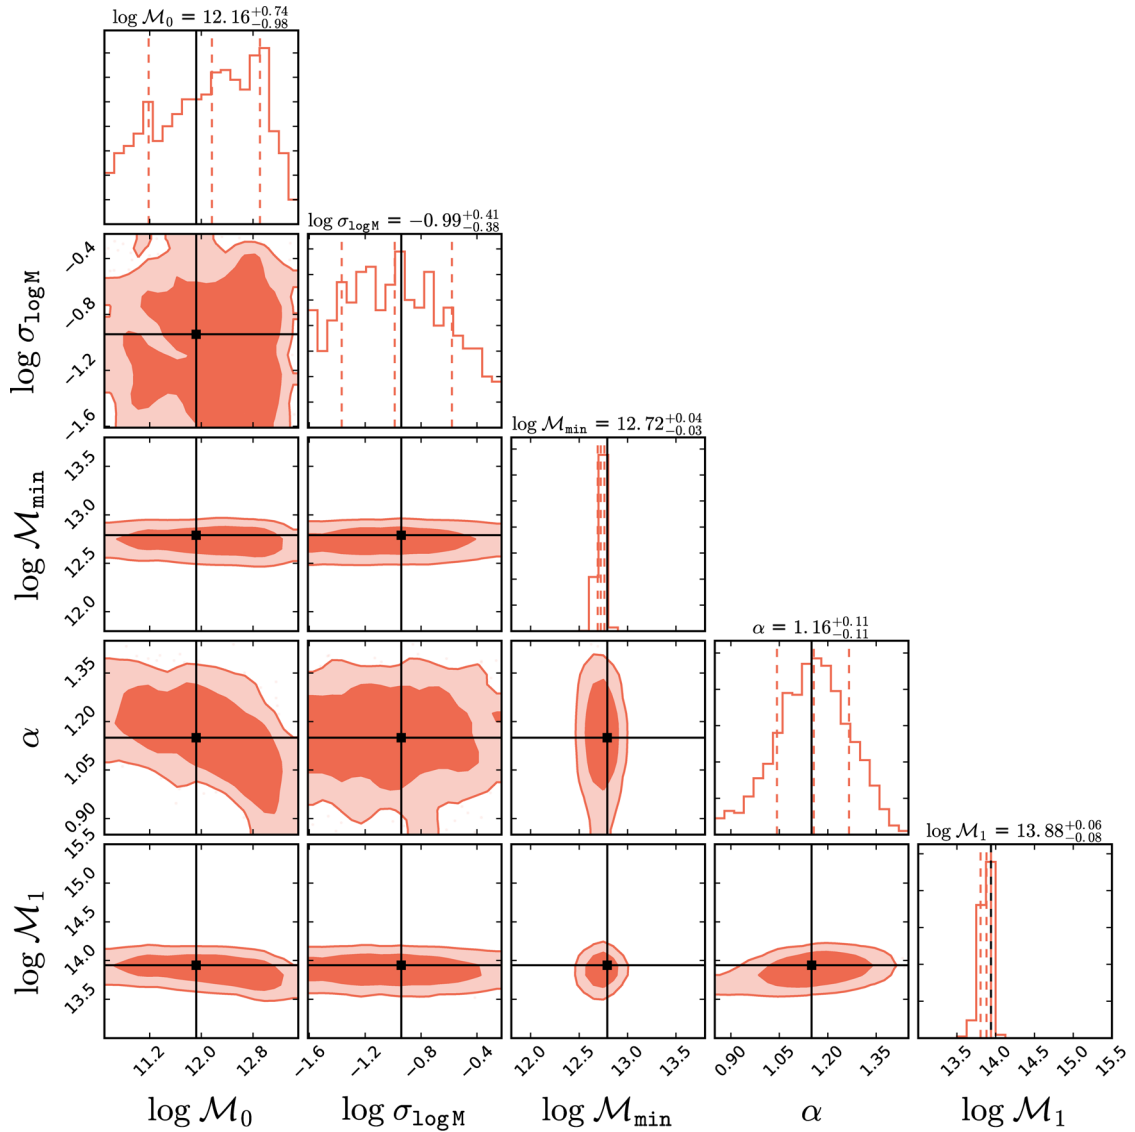 log M₀ = 12.16⁺⁰·⁷⁴₋₀.₉₈
log σ_logM = −0.99⁺⁰·⁴¹₋₀.₃₈
−0.4
−0.8
−1.2
−1.6
log σ_logM
log M_min = 12.72⁺⁰·⁰⁴₋₀.₀₃
13.5
13.0
12.5
12.0
log M_min
α = 1.16⁺⁰·¹¹₋₀.₁₁
1.35
1.20
1.05
0.90
α
log M₁ = 13.88⁺⁰·⁰⁶₋₀.₀₈
15.5
15.0
14.5
14.0
13.5
log M₁
11.2 12.0 12.8 −1.6 −1.2 −0.8 −0.4 12.0 12.5 13.0 13.5 0.90 1.05 1.20 1.35 13.5 14.0 14.5 15.0 15.5
log M₀ log σ_logM log M_min α log M₁